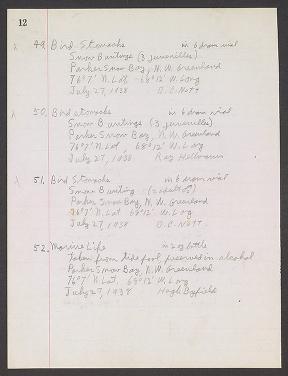 12
49. Bird Stomachs in 6 dram vial
Snow Buntings (3 juveniles)
Parker Snow Bay, N.W. Greenland
76°7' N. Lat, - 68°12' W. Long
July 27, 1938 D.C. Nutt
50. Bird stomachs in 6 dram vial
Snow Buntings (3 juveniles)
Parker Snow Bay, N.W. Greenland
76°7' N. Lat, 68°12' W. Long
July 27, 1938 Reg
51. Bird Stomachs in 6 dram vial
Snow Bunting (2 adult
Parker Snow Bay, N.W. Greenland
76°7' N. Lat 68°12' W. Long
July 27, 1938 D.C. Nutt
52. Marine Life in 2 oz bottle
Taken from tide pool, preserved in alcohol
Parker Snow Bay, N.W. Greenland
76°7' N. Lat, 68°12' W. Long
July 27, 1938 Hugh Byfield